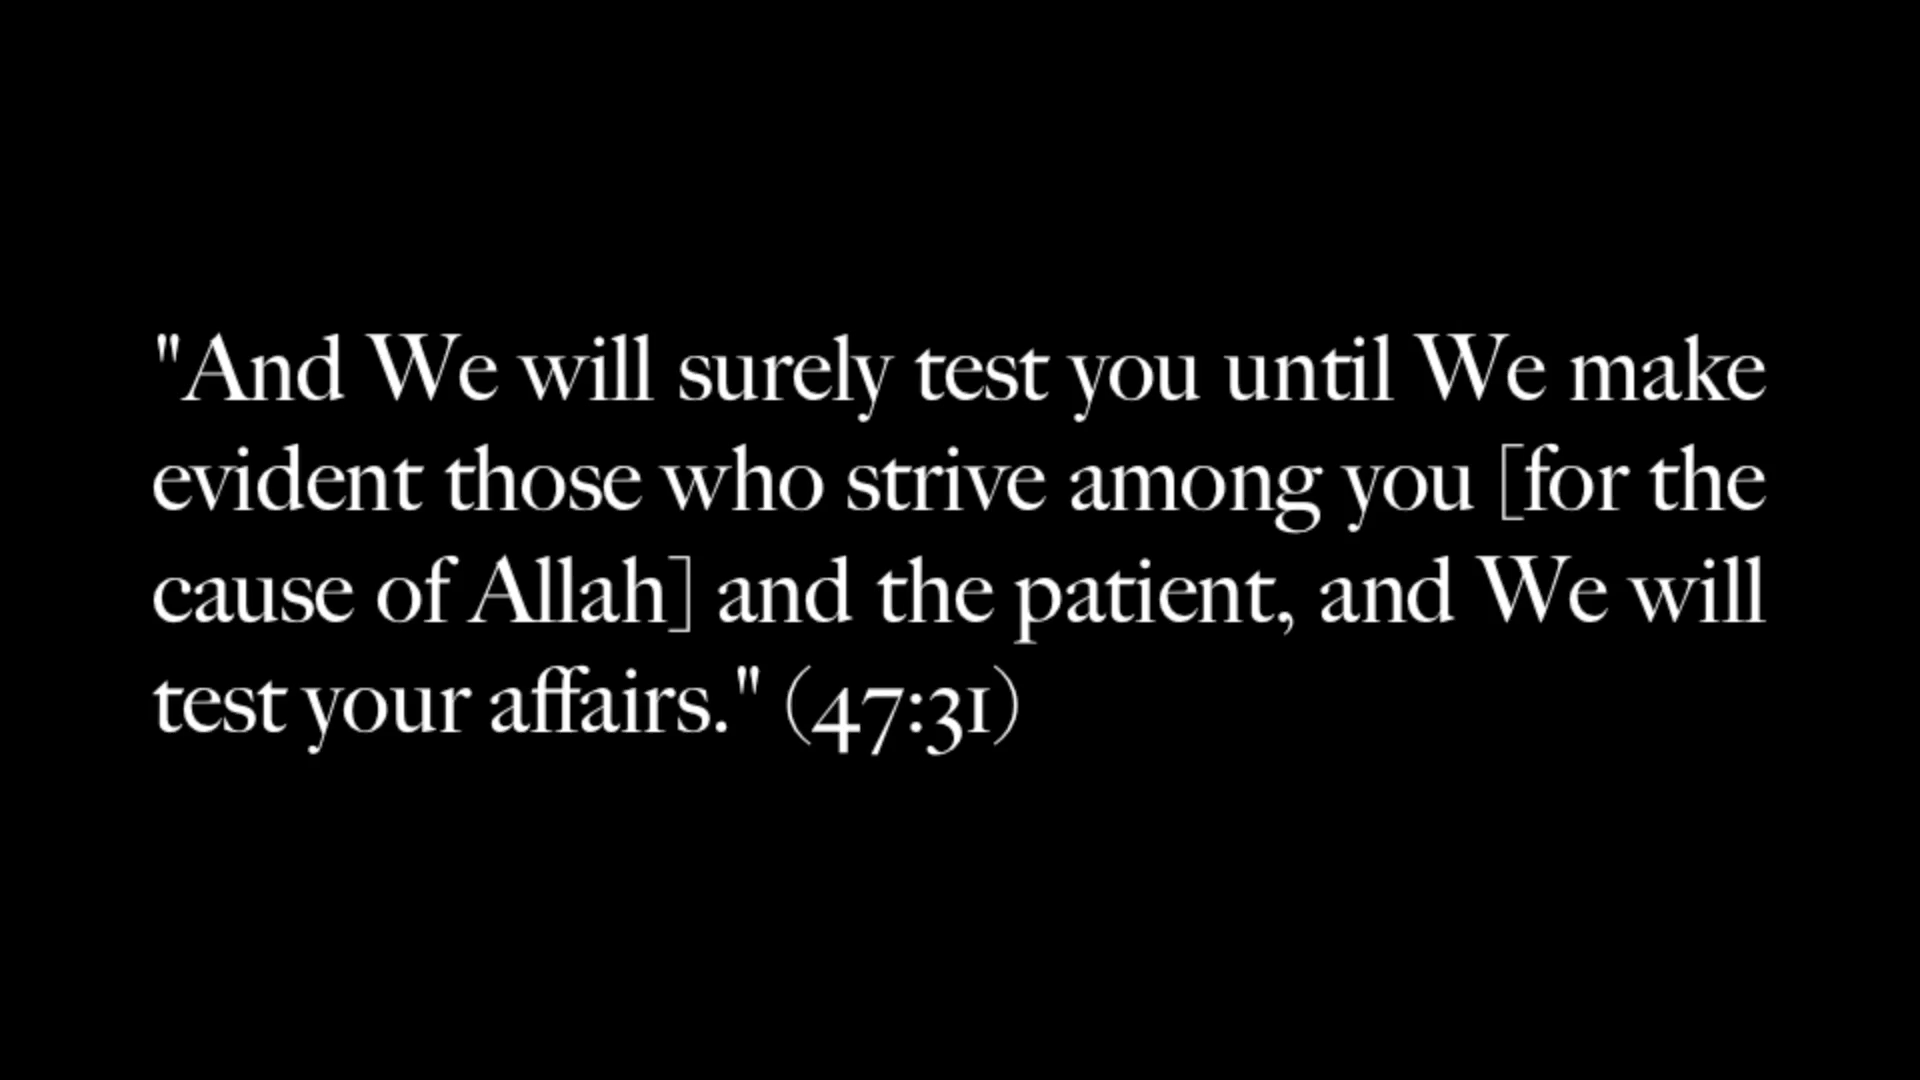 "And We will surely test you until We make
evident those who strive among you [for the
cause of Allah] and the patient, and We will
test your affairs." (47:31)